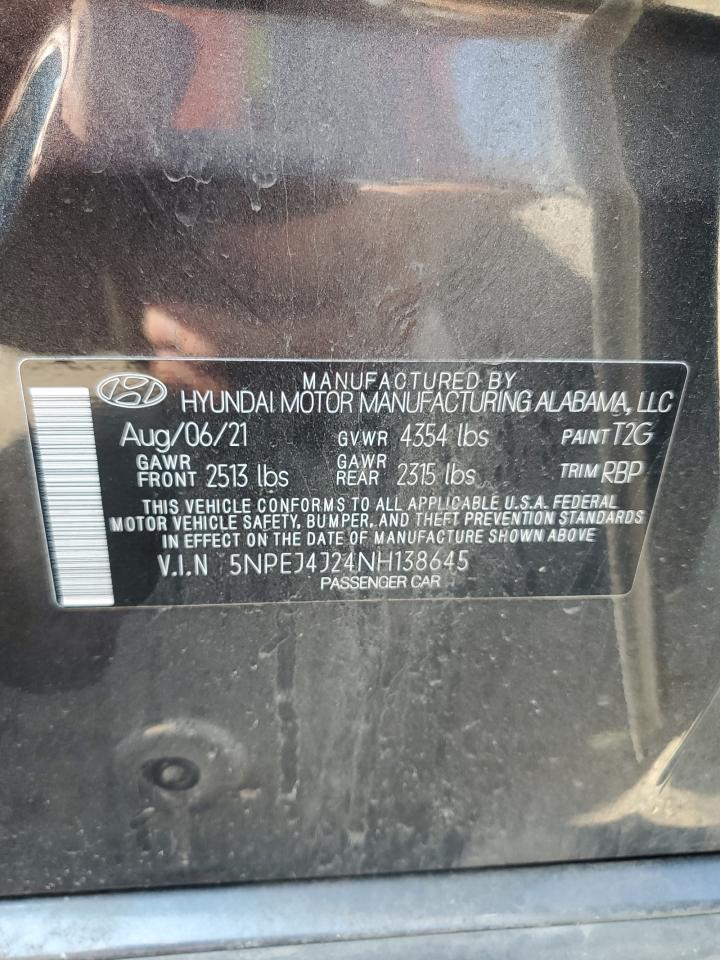 MANUFACTURED BY
HYUNDAI MOTOR MANUFACTURING ALABAMA, LLC
Aug/06/21 GVWR 4354 lbs PAINT T2G
GAWR FRONT 2513 lbs GAWR REAR 2315 lbs TRIM RBP
THIS VEHICLE CONFORMS TO ALL APPLICABLE U.S.A. FEDERAL
MOTOR VEHICLE SAFETY, BUMPER, AND THEFT PREVENTION STANDARDS
IN EFFECT ON THE DATE OF MANUFACTURE SHOWN ABOVE
V.I.N 5NPEJ4J24NH138645
PASSENGER CAR